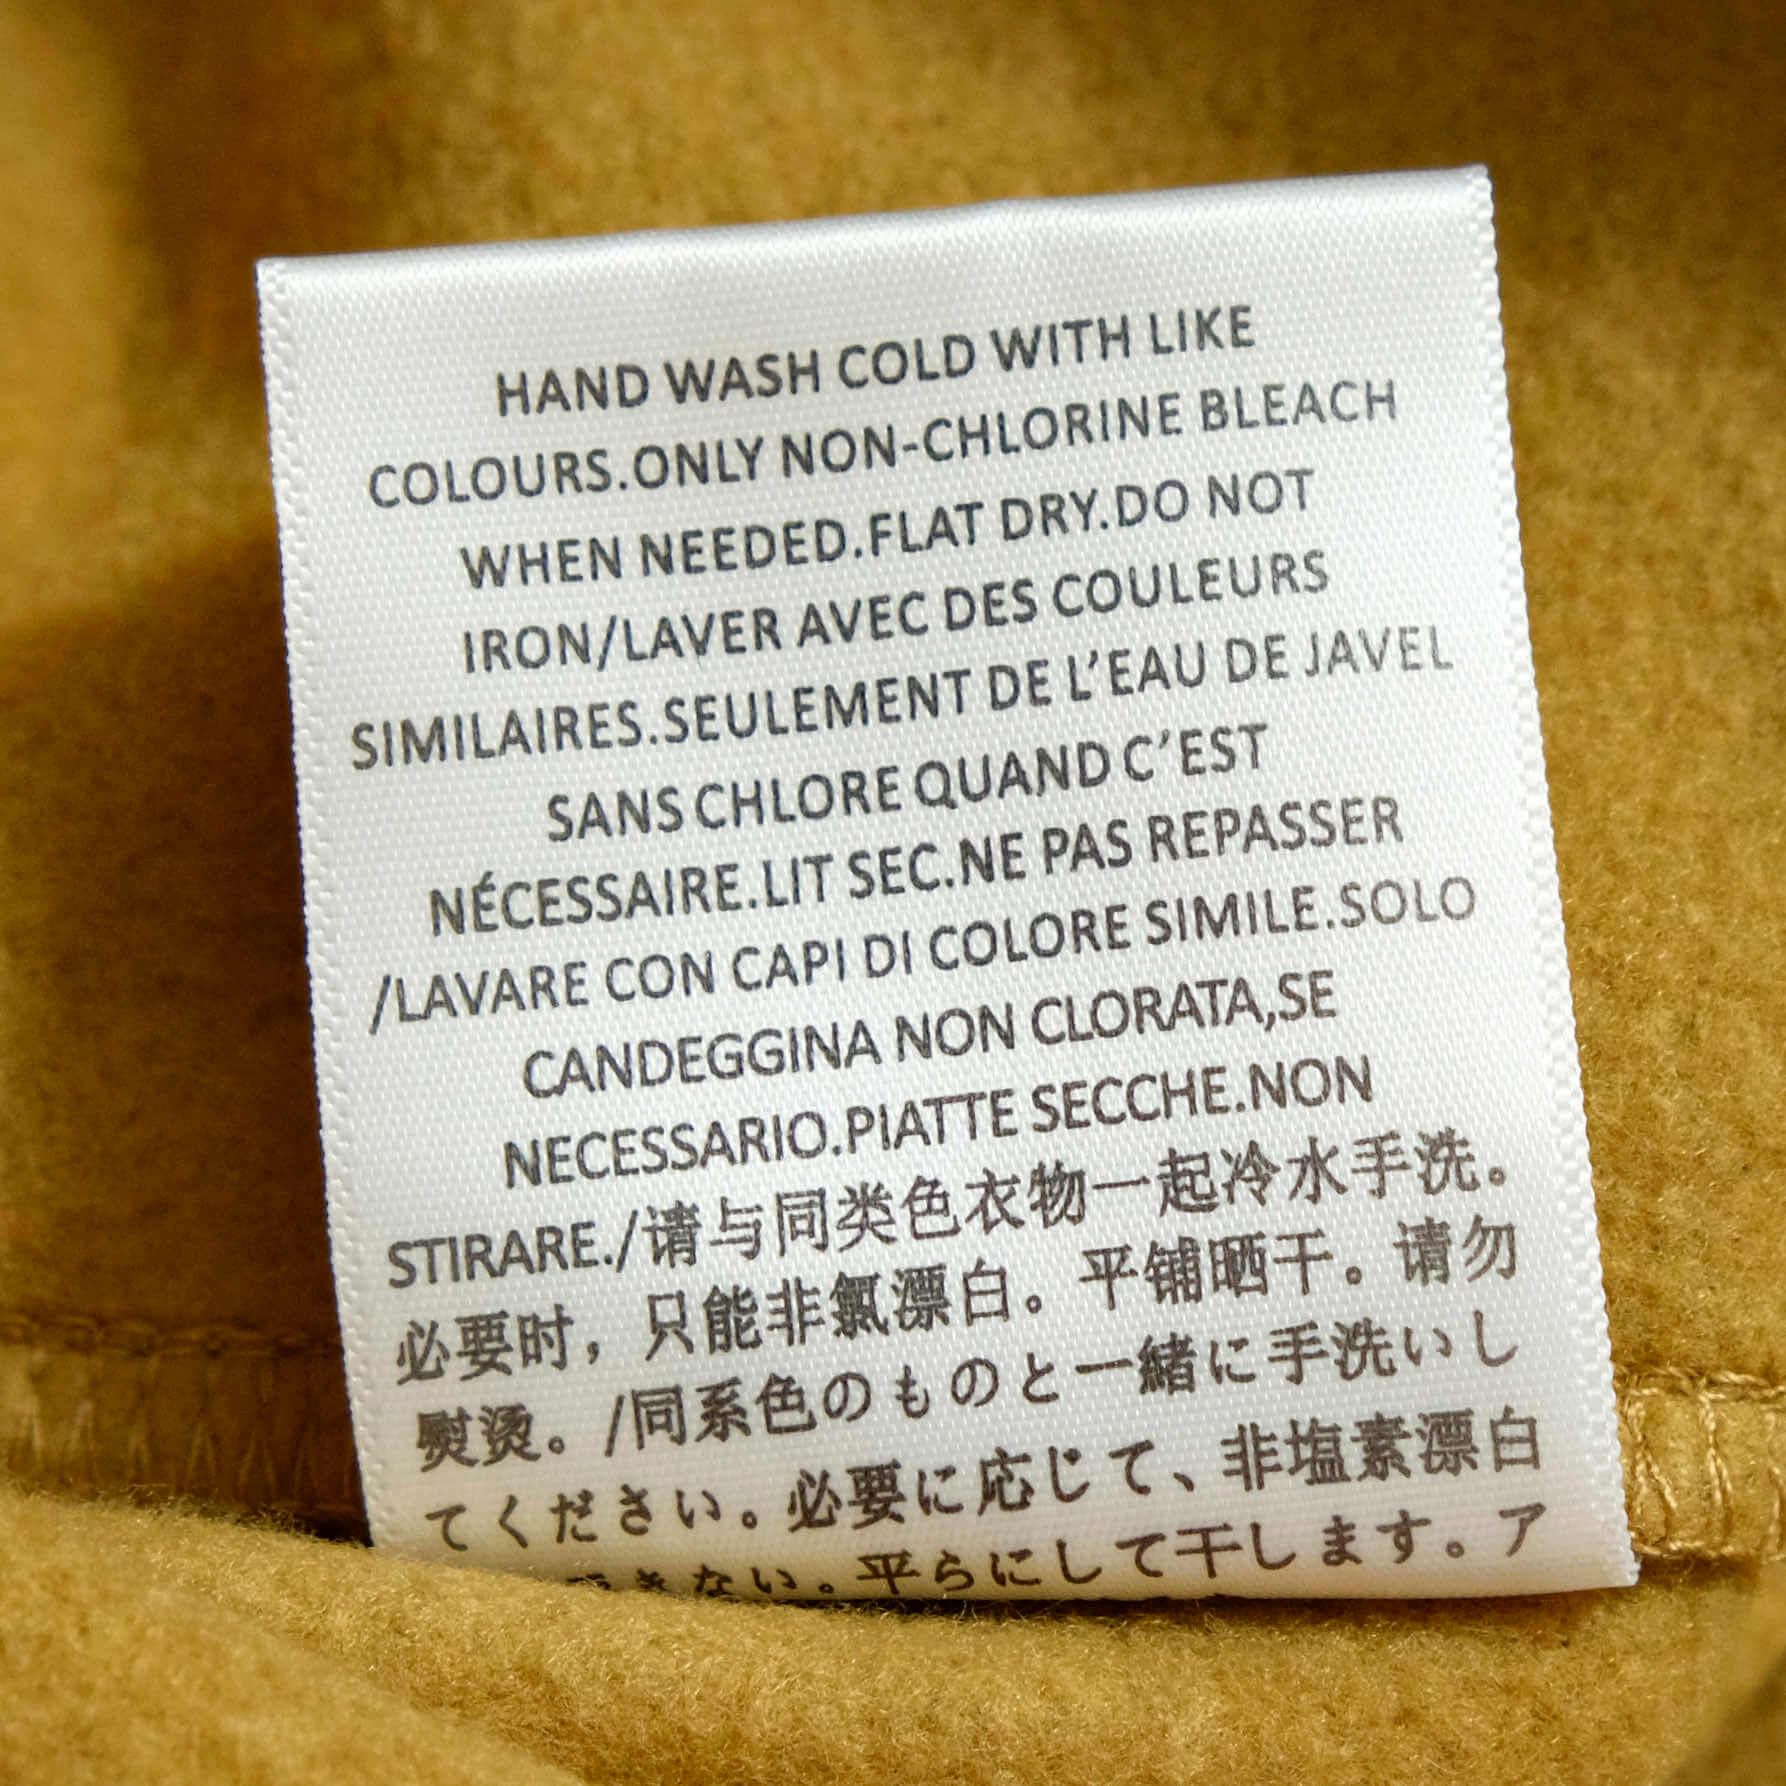 HAND WASH COLD WITH LIKE
COLOURS.ONLY NON-CHLORINE BLEACH
WHEN NEEDED.FLAT DRY.DO NOT
IRON/LAVER AVEC DES COULEURS
SIMILAIRES.SEULEMENT DE L'EAU DE JAVEL
SANS CHLORE QUAND C'EST
NÉCESSAIRE.LIT SEC.NE PAS REPASSER
/LAVARE CON CAPI DI COLORE SIMILE.SOLO
CANDEGGINA NON CLORATA,SE
NECESSARIO.PIATTE SECCHE.NON
STIRARE./请与同类色衣物一起冷水手洗。
必要时，只能非氯漂白。平铺晒干。请勿
熨烫。/同系色のものと一緒に手洗いし
てください。必要に応じて、非塩素漂白
きない。平らにして干します。ア